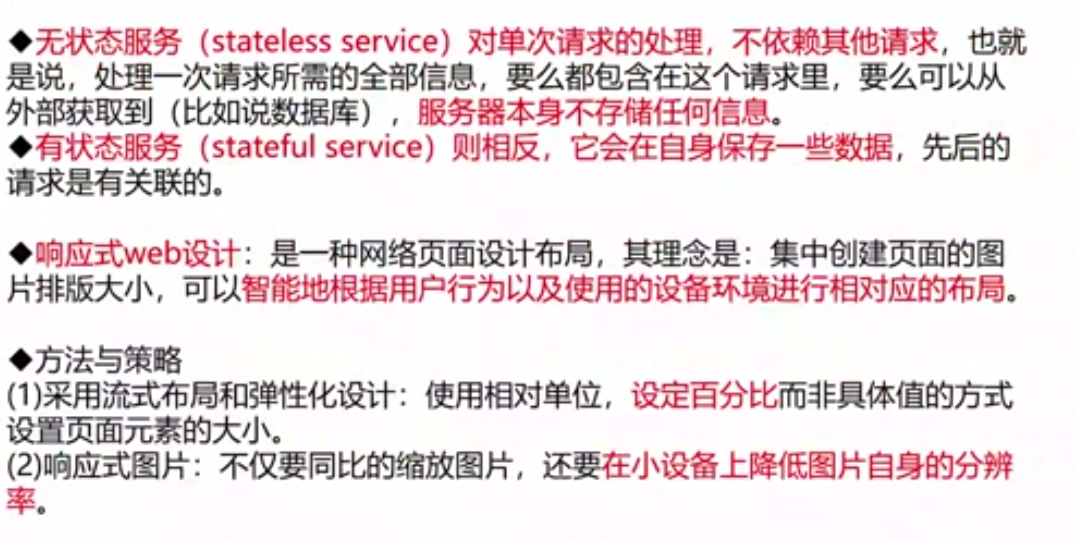 ◆无状态服务（stateless service）对单次请求的处理，不依赖其他请求，也就
是说，处理一次请求所需的全部信息，要么都包含在这个请求里，要么可以从
外部获取到（比如说数据库），服务器本身不存储任何信息。
◆有状态服务（stateful service）则相反，它会在自身保存一些数据，先后的
请求是有关联的。
◆响应式web设计：是一种网络页面设计布局，其理念是：集中创建页面的图
片排版大小，可以智能地根据用户行为以及使用的设备环境进行相对应的布局。
◆方法与策略
(1)采用流式布局和弹性化设计：使用相对单位，设定百分比而非具体值的方式
设置页面元素的大小。
(2)响应式图片：不仅要同比的缩放图片，还要在小设备上降低图片自身的分辨
率。